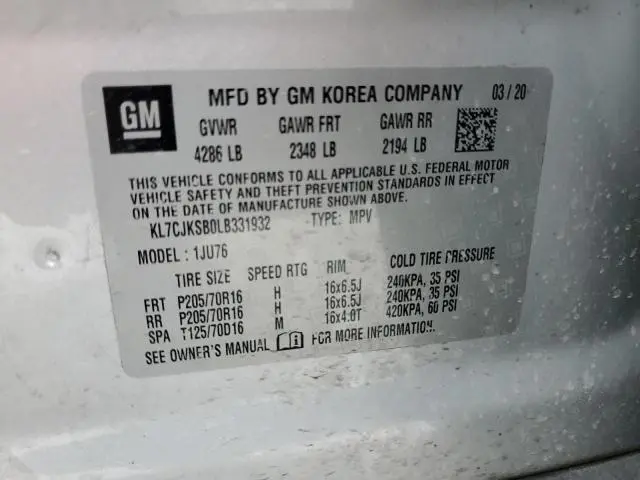 GM MFD BY GM KOREA COMPANY 03/20
GVWR GAWR FRT GAWR RR
4286 LB 2348 LB 2194 LB
THIS VEHICLE CONFORMS TO ALL APPLICABLE U.S. FEDERAL MOTOR
VEHICLE SAFETY AND THEFT PREVENTION STANDARDS IN EFFECT
ON THE DATE OF MANUFACTURE SHOWN ABOVE.
KL7CJKSB0LB331932 TYPE: MPV
MODEL: 1JU76
TIRE SIZE SPEED RTG RIM COLD TIRE PRESSURE
FRT P205/70R16 H 16x6.5J 240KPA, 35 PSI
RR P205/70R16 H 16x6.5J 240KPA, 35 PSI
SPA T125/70D16 M 16x4.0T 420KPA, 60 PSI
SEE OWNER'S MANUAL FOR MORE INFORMATION.